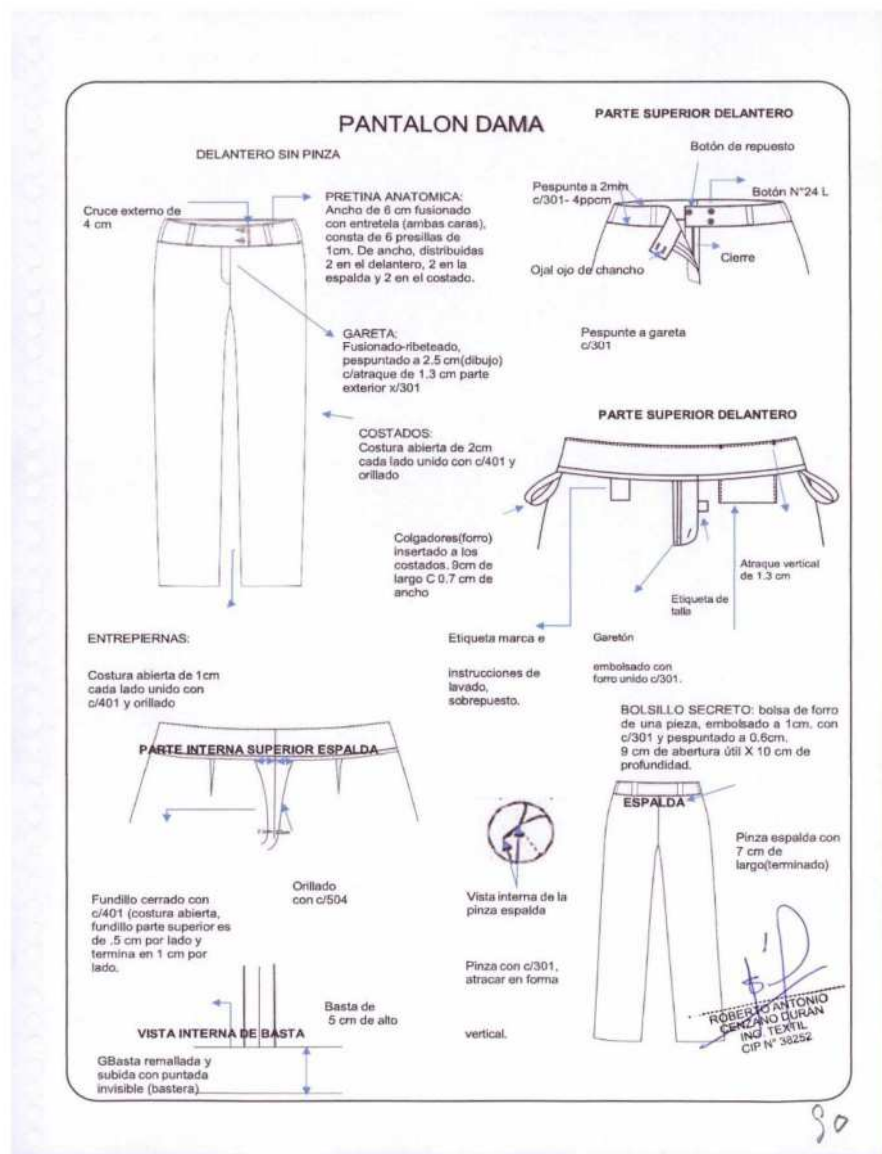 PANTALON DAMA
PARTE SUPERIOR DELANTERO
DELANTERO SIN PINZA
Botón de repuesto
Cruce externo de
4 cm
PRETINA ANATOMICA:
Ancho de 6 cm fusionado
con entretela (ambas caras),
consta de 6 presillas de
1cm. De ancho, distribuidas
2 en el delantero, 2 en la
espalda y 2 en el costado.
Pespunte a 2mm
c/301- 4ppcm
Botón N°24 L
Ojal ojo de chancho
Cierre
GARETA:
Fusionado-ribeteado,
pespuntado a 2.5 cm(dibujo)
c/atraque de 1.3 cm parte
exterior x/301
Pespunte a gareta
c/301
COSTADOS:
Costura abierta de 2cm
cada lado unido con c/401 y
orillado
PARTE SUPERIOR DELANTERO
Colgadores(forro)
insertado a los
costados. 9cm de
largo C 0.7 cm de
ancho
Atraque vertical
de 1.3 cm
Etiqueta de
talla
ENTREPIERNAS:
Costura abierta de 1cm
cada lado unido con
c/401 y orillado
Etiqueta marca e
instrucciones de
lavado,
sobrepuesto.
Garetón
embolsado con
forro unido c/301.
BOLSILLO SECRETO: bolsa de forro
de una pieza, embolsado a 1cm. con
c/301 y pespuntado a 0.6cm.
9 cm de abertura útil X 10 cm de
profundidad.
PARTE INTERNA SUPERIOR ESPALDA
ESPALDA
Pinza espalda con
7 cm de
largo(terminado)
Fundillo cerrado con
c/401 (costura abierta,
fundillo parte superior es
de .5 cm por lado y
termina en 1 cm por
lado.
Orillado
con c/504
Vista interna de la
pinza espalda
Pinza con c/301,
atracar en forma
vertical.
Basta de
5 cm de alto
VISTA INTERNA DE BASTA
GBasta remallada y
subida con puntada
invisible (bastera)
ROBERTO ANTONIO
CENZANO DURAN
ING. TEXTIL
CIP N° 38252
90